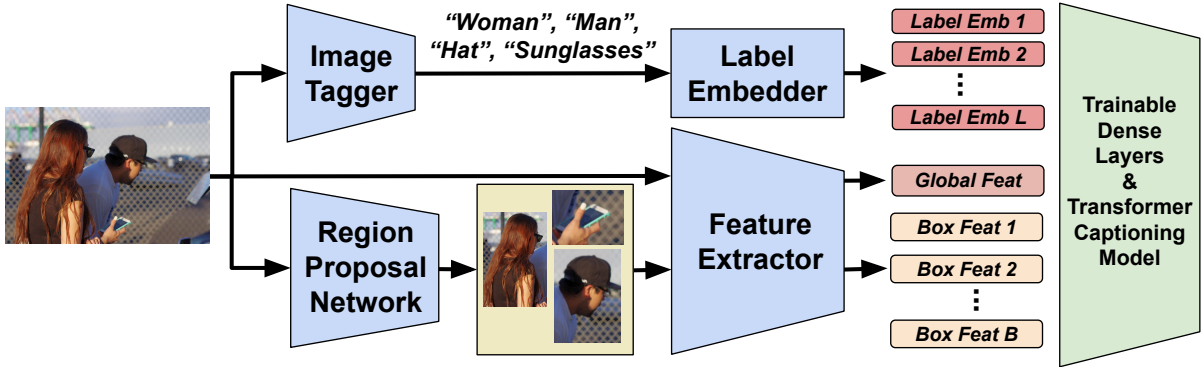 Image
Tagger
“Woman”, “Man”,
“Hat”, “Sunglasses”
Label
Embedder
Label Emb 1
Label Emb 2
Label Emb L
Region
Proposal
Network
Feature
Extractor
Global Feat
Box Feat 1
Box Feat 2
Box Feat B
Trainable
Dense
Layers
&
Transformer
Captioning
Model